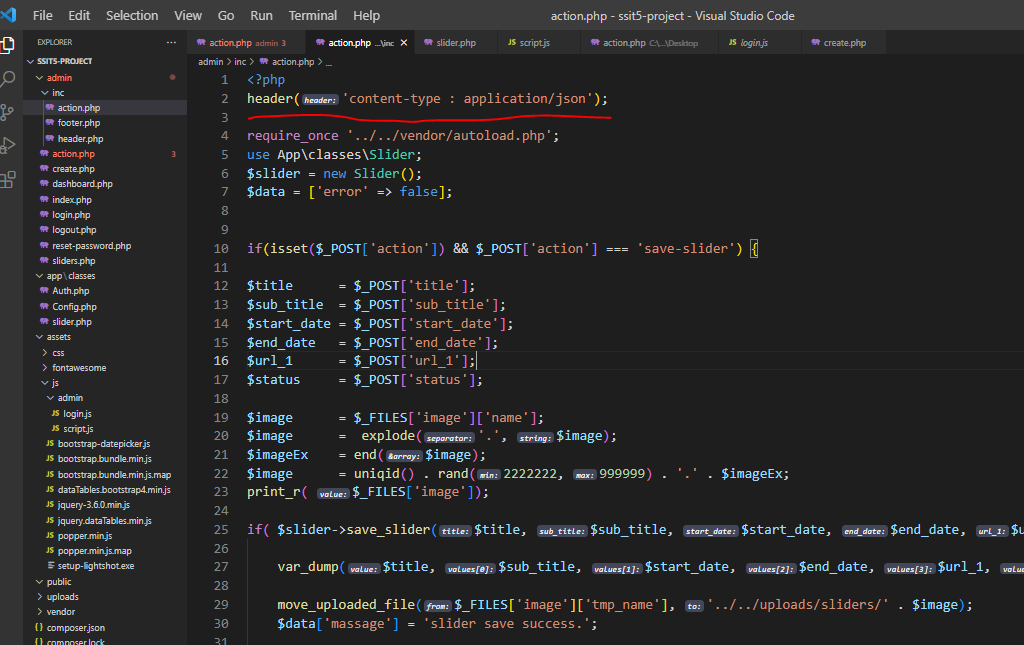 File Edit Selection View Go Run Terminal Help
action.php - ssit5-project - Visual Studio Code
EXPLORER ...
SSIT5-PROJECT
admin
inc
action.php
footer.php
header.php
action.php 3
create.php
dashboard.php
index.php
login.php
logout.php
reset-password.php
sliders.php
app \ classes
Auth.php
Config.php
slider.php
assets
css
fontawesome
js
admin
login.js
script.js
bootstrap-datepicker.js
bootstrap.bundle.min.js
bootstrap.bundle.min.js.map
dataTables.bootstrap4.min.js
jquery-3.6.0.min.js
jquery.dataTables.min.js
popper.min.js
popper.min.js.map
setup-lightshot.exe
public
uploads
vendor
composer.json
composer.lock
action.php admin 3 action.php ...\inc slider.php script.js action.php C:\...\Desktop login.js create.php
admin > inc > action.php > ...
1 <?php
2 header(header: 'content-type : application/json');
3
4 require_once '../../vendor/autoload.php';
5 use App\classes\Slider;
6 $slider = new Slider();
7 $data = ['error' => false];
8
9
10 if(isset($_POST['action']) && $_POST['action'] === 'save-slider') {
11
12 $title = $_POST['title'];
13 $sub_title = $_POST['sub_title'];
14 $start_date = $_POST['start_date'];
15 $end_date = $_POST['end_date'];
16 $url_1 = $_POST['url_1'];
17 $status = $_POST['status'];
18
19 $image = $_FILES['image']['name'];
20 $image = explode(separator: '.', string: $image);
21 $imageEx = end(&array: $image);
22 $image = uniqid() . rand(min: 2222222, max: 999999) . '.' . $imageEx;
23 print_r( value: $_FILES['image']);
24
25 if( $slider->save_slider(title: $title, sub_title: $sub_title, start_date: $start_date, end_date: $end_date, url_1:
26
27 var_dump(value: $title, values[0]: $sub_title, values[1]: $start_date, values[2]: $end_date, values[3]: $url_1,
28
29 move_uploaded_file(from: $_FILES['image']['tmp_name'], to: '../../uploads/sliders/' . $image);
30 $data['massage'] = 'slider save success.';
31